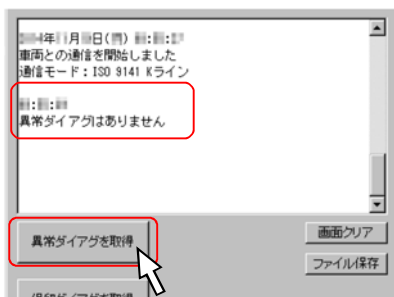 年 月 日(月)
車両との通信を開始しました
通信モード：ISO 9141 Kライン
異常ダイアグはありません
異常ダイアグを取得
画面クリア
ファイル保存